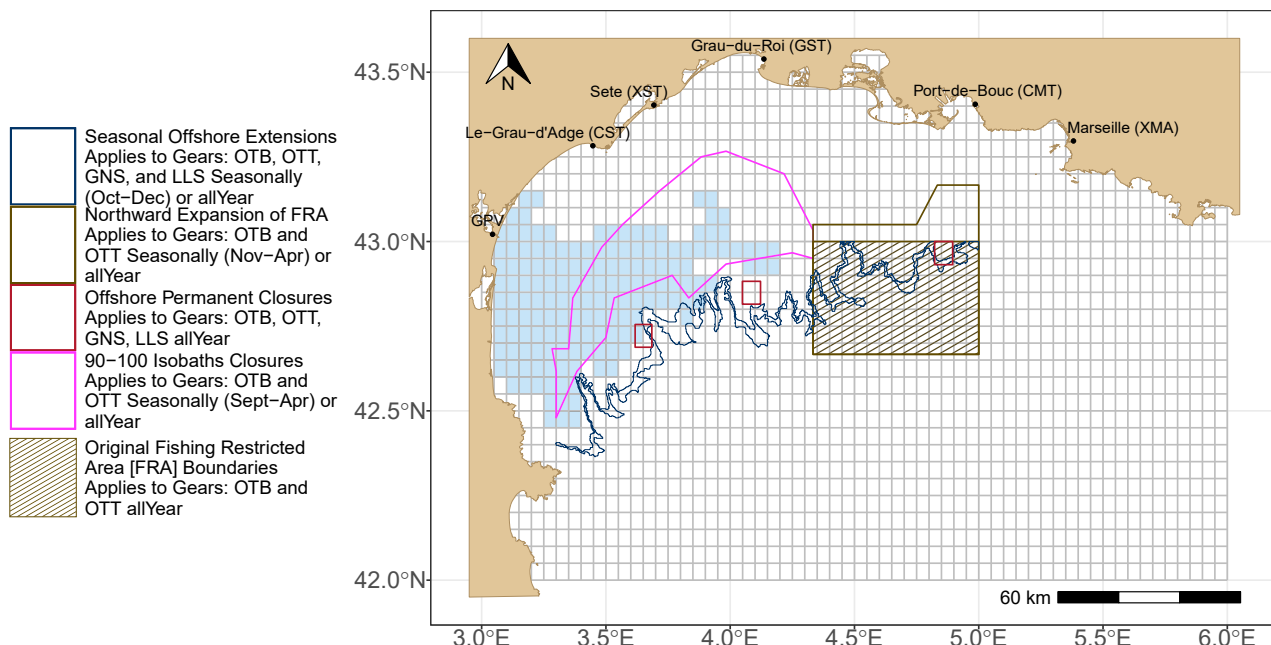 Seasonal Offshore Extensions
Applies to Gears: OTB, OTT,
GNS, and LLS Seasonally
(Oct−Dec) or allYear
Northward Expansion of FRA
Applies to Gears: OTB and
OTT Seasonally (Nov−Apr) or
allYear
Offshore Permanent Closures
Applies to Gears: OTB, OTT,
GNS, LLS allYear
90−100 Isobaths Closures
Applies to Gears: OTB and
OTT Seasonally (Sept−Apr) or
allYear
Original Fishing Restricted
Area [FRA] Boundaries
Applies to Gears: OTB and
OTT allYear
43.5°N
43.0°N
42.5°N
42.0°N
N
Grau−du−Roi (GST)
Sete (XST)
Port−de−Bouc (CMT)
Le−Grau−d'Adge (CST)
Marseille (XMA)
GPV
60 km
3.0°E 3.5°E 4.0°E 4.5°E 5.0°E 5.5°E 6.0°E